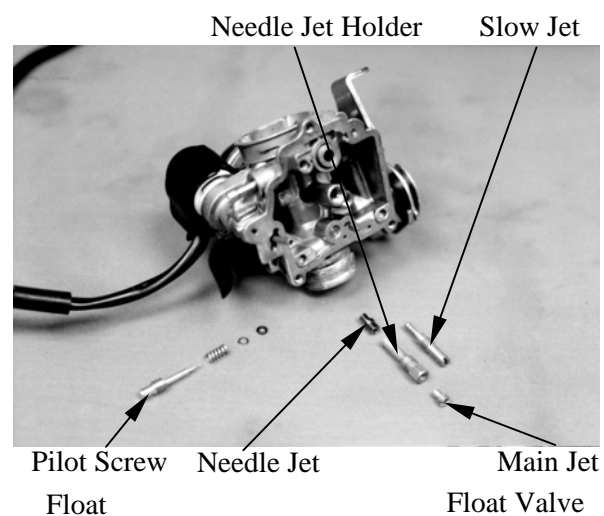 Needle Jet Holder Slow Jet
Pilot Screw Needle Jet Main Jet
Float Float Valve